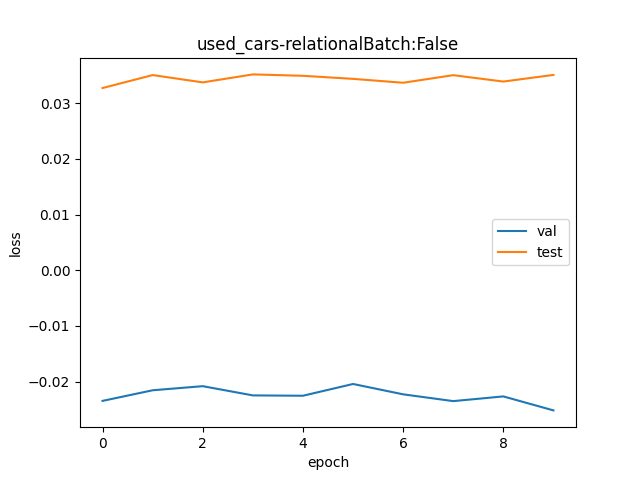 used_cars-relationalBatch:False
loss
0.03
0.02
0.01
0.00
−0.01
−0.02
val
test
0 2 4 6 8
epoch